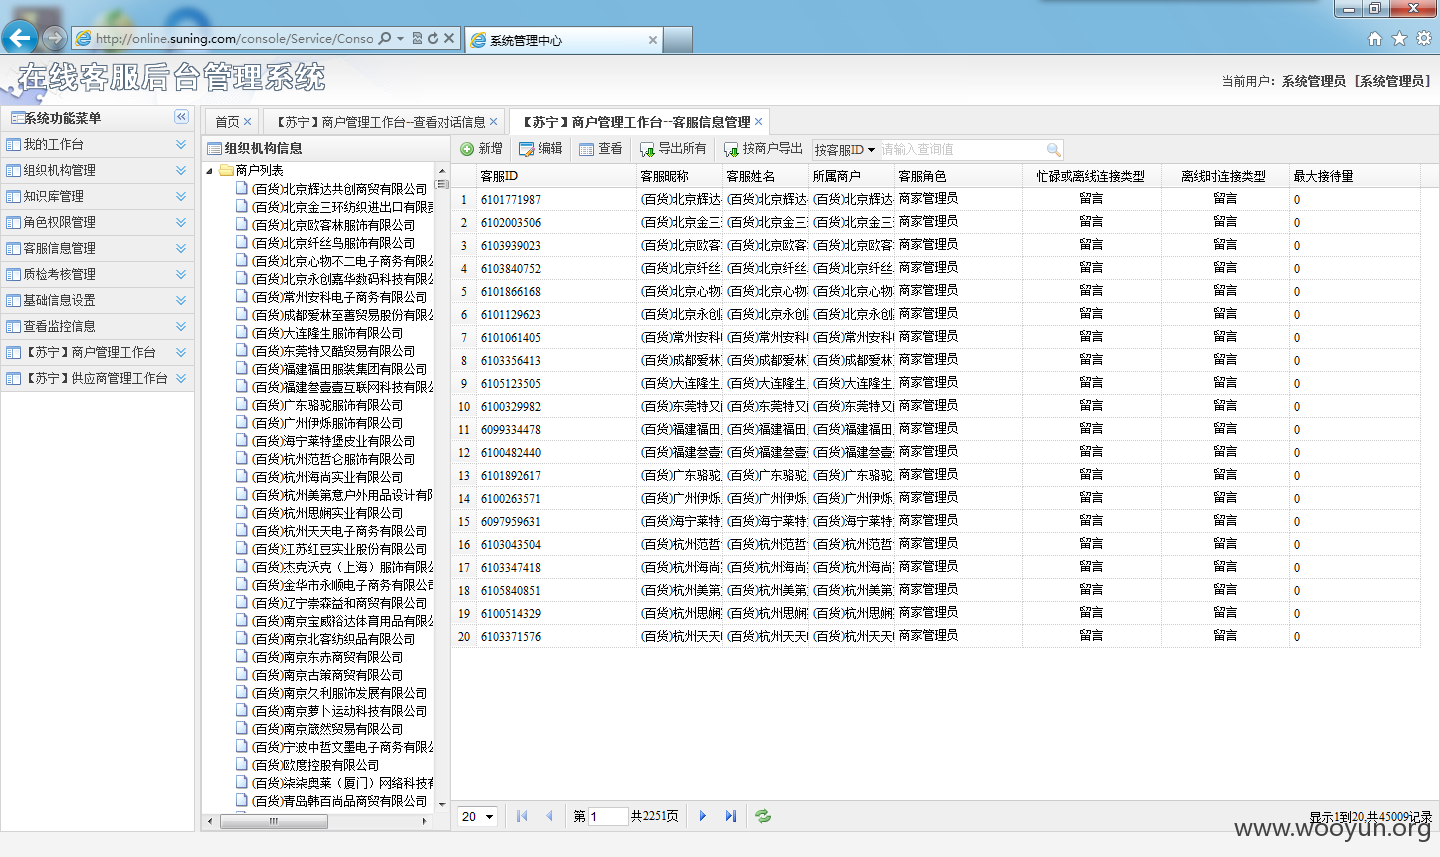 http://online.suning.com/console/Service/Conso
系统管理中心
在线客服后台管理系统
当前用户：系统管理员 [系统管理员]
系统功能菜单
我的工作台
组织机构管理
知识库管理
角色权限管理
客服信息管理
质检考核管理
基础信息设置
查看监控信息
【苏宁】商户管理工作台
【苏宁】供应商管理工作台
首页
【苏宁】商户管理工作台--查看对话信息
【苏宁】商户管理工作台--客服信息管理
组织机构信息
商户列表
(百货)北京辉达共创商贸有限公司
(百货)北京金三环纺织进出口有限责
(百货)北京欧客林服饰有限公司
(百货)北京纤丝鸟服饰有限公司
(百货)北京心物不二电子商务有限公
(百货)北京永创嘉华数码科技有限公
(百货)常州安科电子商务有限公司
(百货)成都爱林至善贸易股份有限公
(百货)大连隆生服饰有限公司
(百货)东莞特又酷贸易有限公司
(百货)福建福田服装集团有限公司
(百货)福建叁壹壹互联网科技有限公
(百货)广东骆驼服饰有限公司
(百货)广州伊烁服饰有限公司
(百货)海宁莱特堡皮业有限公司
(百货)杭州范哲仑服饰有限公司
(百货)杭州海尚实业有限公司
(百货)杭州美第意户外用品设计有限
(百货)杭州思娴实业有限公司
(百货)杭州天天电子商务有限公司
(百货)江苏红豆实业股份有限公司
(百货)杰克沃克（上海）服饰有限公
(百货)金华市永顺电子商务有限公司
(百货)辽宁崇森益和商贸有限公司
(百货)南京宝威裕达体育用品有限公
(百货)南京北客纺织品有限公司
(百货)南京东赤商贸有限公司
(百货)南京古策商贸有限公司
(百货)南京久利服饰发展有限公司
(百货)南京萝卜运动科技有限公司
(百货)南京箴然贸易有限公司
(百货)宁波中哲文墨电子商务有限公
(百货)欧度控股有限公司
(百货)柒柒奥莱（厦门）网络科技有
(百货)青岛韩百尚品商贸有限公司
新增 编辑 查看 导出所有 按商户导出 按客服ID 请输入查询值
客服ID 客服昵称 客服姓名 所属商户 客服角色 忙碌或离线连接类型 离线时连接类型 最大接待量
1 6101771987 (百货)北京辉达 (百货)北京辉达 (百货)北京辉达 商家管理员 留言 留言 0
2 6102003506 (百货)北京金三 (百货)北京金三 (百货)北京金三 商家管理员 留言 留言 0
3 6103939023 (百货)北京欧客 (百货)北京欧客 (百货)北京欧客 商家管理员 留言 留言 0
4 6103840752 (百货)北京纤丝 (百货)北京纤丝 (百货)北京纤丝 商家管理员 留言 留言 0
5 6101866168 (百货)北京心物 (百货)北京心物 (百货)北京心物 商家管理员 留言 留言 0
6 6101129623 (百货)北京永创 (百货)北京永创 (百货)北京永创 商家管理员 留言 留言 0
7 6101061405 (百货)常州安科 (百货)常州安科 (百货)常州安科 商家管理员 留言 留言 0
8 6103356413 (百货)成都爱林 (百货)成都爱林 (百货)成都爱林 商家管理员 留言 留言 0
9 6105123505 (百货)大连隆生 (百货)大连隆生 (百货)大连隆生 商家管理员 留言 留言 0
10 6100329982 (百货)东莞特又 (百货)东莞特又 (百货)东莞特又 商家管理员 留言 留言 0
11 6099334478 (百货)福建福田 (百货)福建福田 (百货)福建福田 商家管理员 留言 留言 0
12 6100482440 (百货)福建叁壹 (百货)福建叁壹 (百货)福建叁壹 商家管理员 留言 留言 0
13 6101892617 (百货)广东骆驼 (百货)广东骆驼 (百货)广东骆驼 商家管理员 留言 留言 0
14 6100263571 (百货)广州伊烁 (百货)广州伊烁 (百货)广州伊烁 商家管理员 留言 留言 0
15 6097959631 (百货)海宁莱特 (百货)海宁莱特 (百货)海宁莱特 商家管理员 留言 留言 0
16 6103043504 (百货)杭州范哲 (百货)杭州范哲 (百货)杭州范哲 商家管理员 留言 留言 0
17 6103347418 (百货)杭州海尚 (百货)杭州海尚 (百货)杭州海尚 商家管理员 留言 留言 0
18 6105840851 (百货)杭州美第 (百货)杭州美第 (百货)杭州美第 商家管理员 留言 留言 0
19 6100514329 (百货)杭州思娴 (百货)杭州思娴 (百货)杭州思娴 商家管理员 留言 留言 0
20 6103371576 (百货)杭州天天 (百货)杭州天天 (百货)杭州天天 商家管理员 留言 留言 0
20 第 1 共2251页 显示1到20,共45009记录
www.wooyun.org